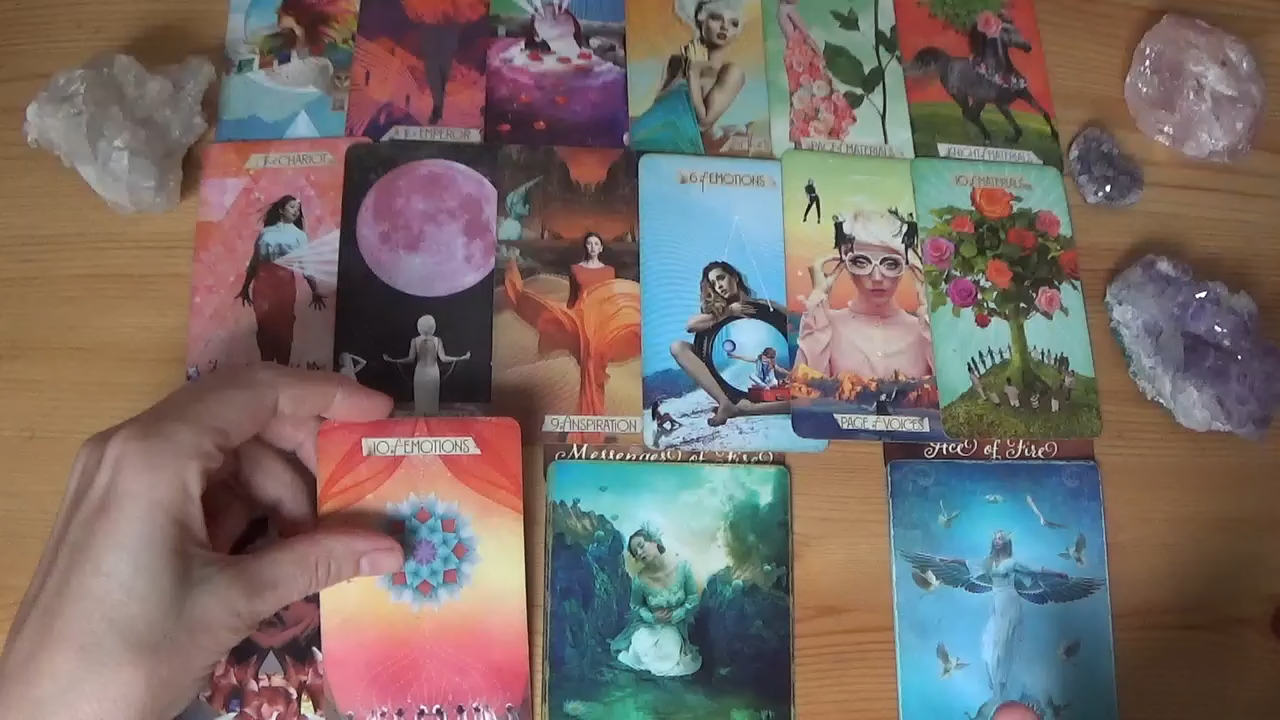 EMPEROR
PAGE of MATERIALS
KNIGHT of MATERIALS
The CHARIOT
6 of EMOTIONS
10 of MATERIALS
9 of INSPIRATION
PAGE of VOICES
10 of EMOTIONS
Messenger of Fire
Ace of Fire